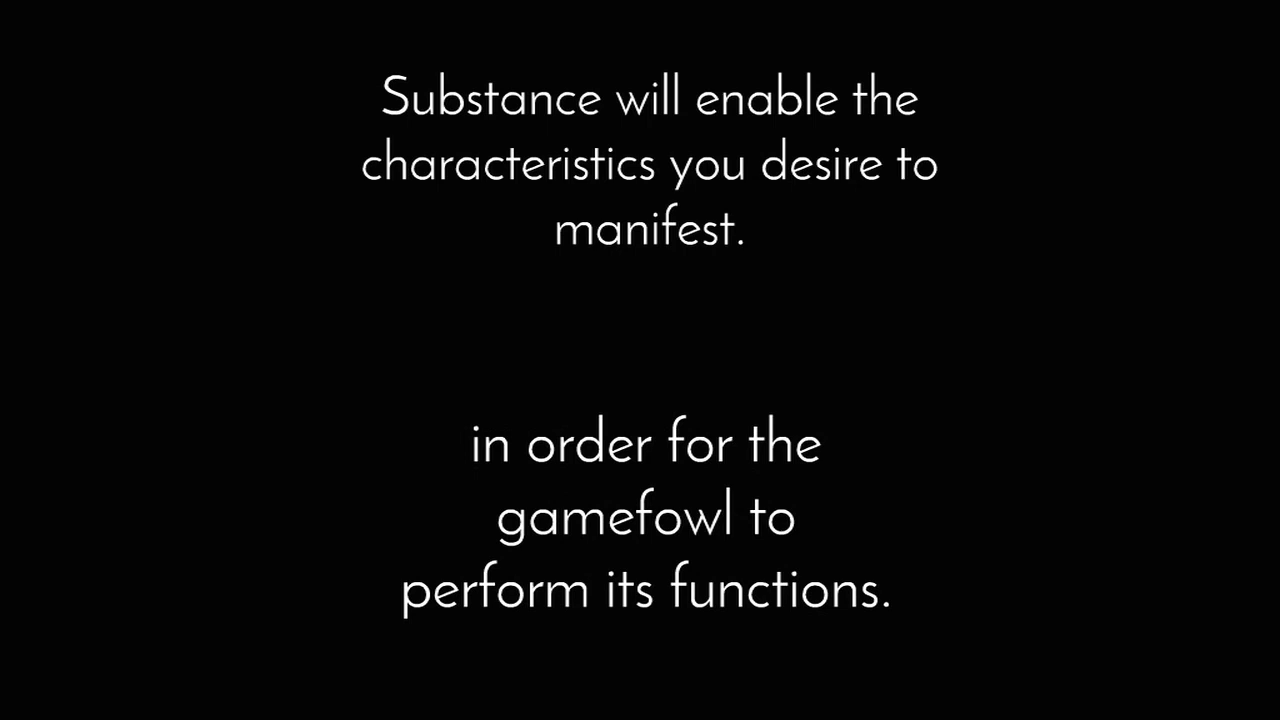 Substance will enable the
characteristics you desire to
manifest.
in order for the
gamefowl to
perform its functions.